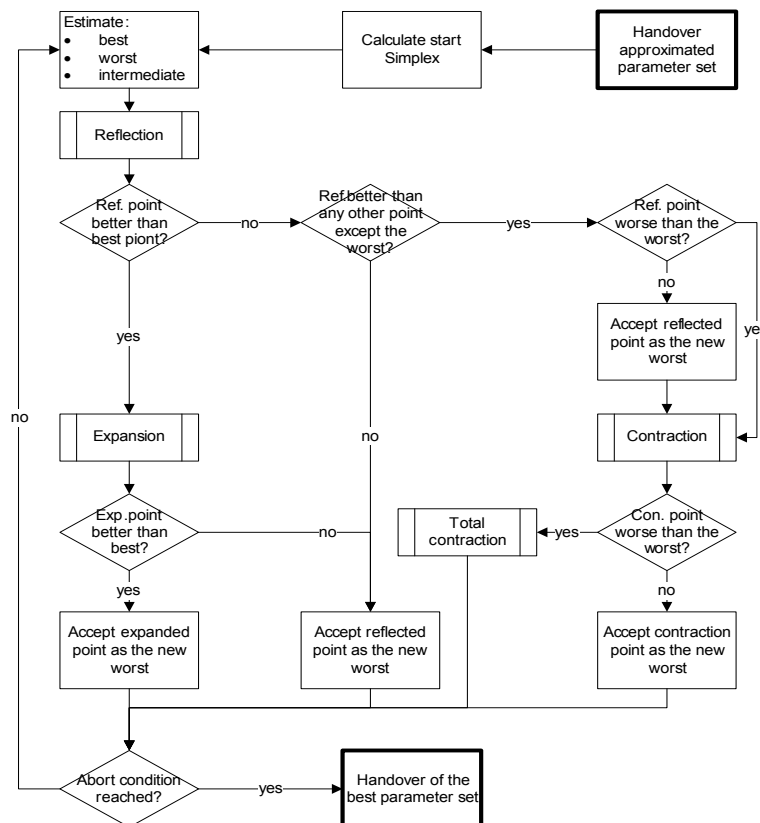 Estimate:
• best
• worst
• intermediate
Calculate start
Simplex
Handover
approximated
parameter set
Reflection
Ref. point
better than
best piont?
no
Ref.better than
any other point
except the
worst?
yes
Ref. point
worse than the
worst?
no
ye
yes
Accept reflected
point as the new
worst
no
Expansion
no
Contraction
Exp.point
better than
best?
no
Total
contraction
yes
Con. point
worse than the
worst?
yes
no
Accept expanded
point as the new
worst
Accept reflected
point as the new
worst
Accept contraction
point as the new
worst
Abort condition
reached?
yes
Handover of the
best parameter set